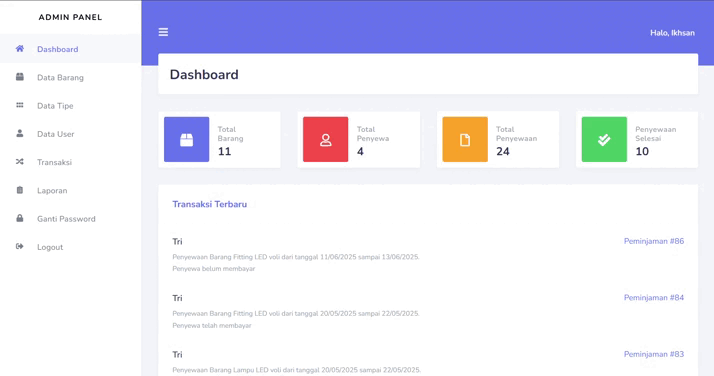 ADMIN PANEL
Dashboard
Data Barang
Data Tipe
Data User
Transaksi
Laporan
Ganti Password
Logout
Halo, Ikhsan
Dashboard
Total
Barang
11
Total
Penyewa
4
Total
Penyewaan
24
Penyewaan
Selesai
10
Transaksi Terbaru
Tri
Peminjaman #86
Penyewaan Barang Fitting LED voli dari tanggal 11/06/2025 sampai 13/06/2025.
Penyewa belum membayar
Tri
Peminjaman #84
Penyewaan Barang Fitting LED voli dari tanggal 20/05/2025 sampai 22/05/2025.
Penyewa telah membayar
Tri
Peminjaman #83
Penyewaan Barang Lampu LED voli dari tanggal 20/05/2025 sampai 22/05/2025.